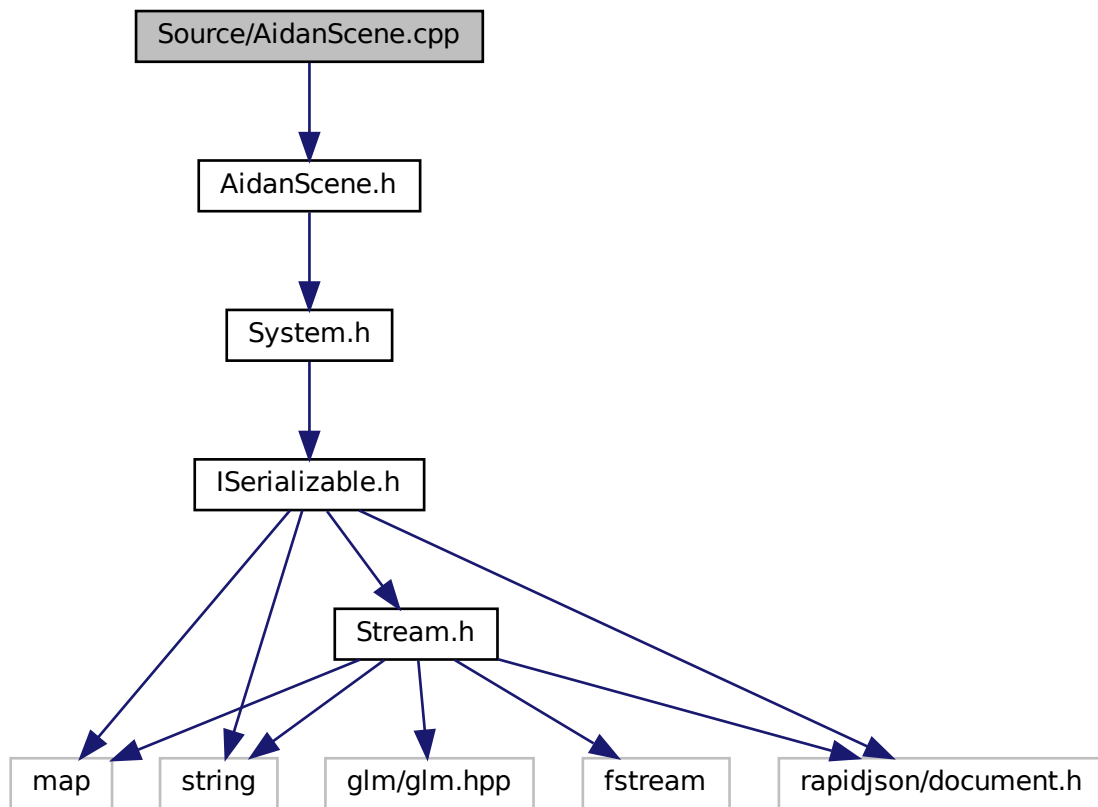 Source/AidanScene.cpp
AidanScene.h
System.h
ISerializable.h
Stream.h
map
string
glm/glm.hpp
fstream
rapidjson/document.h